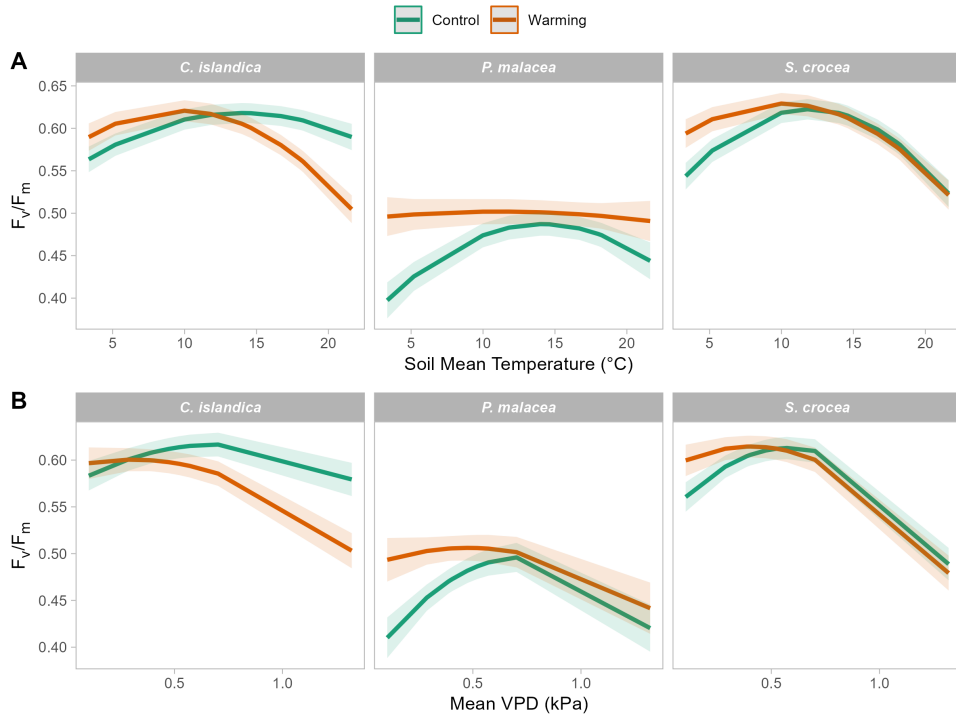 Control Warming
A
C. islandica P. malacea S. crocea
0.65
0.60
0.55
0.50
0.45
0.40
Fv/Fm
5 10 15 20 5 10 15 20 5 10 15 20
Soil Mean Temperature (°C)
B
C. islandica P. malacea S. crocea
0.60
0.55
0.50
0.45
0.40
Fv/Fm
0.5 1.0 0.5 1.0 0.5 1.0
Mean VPD (kPa)